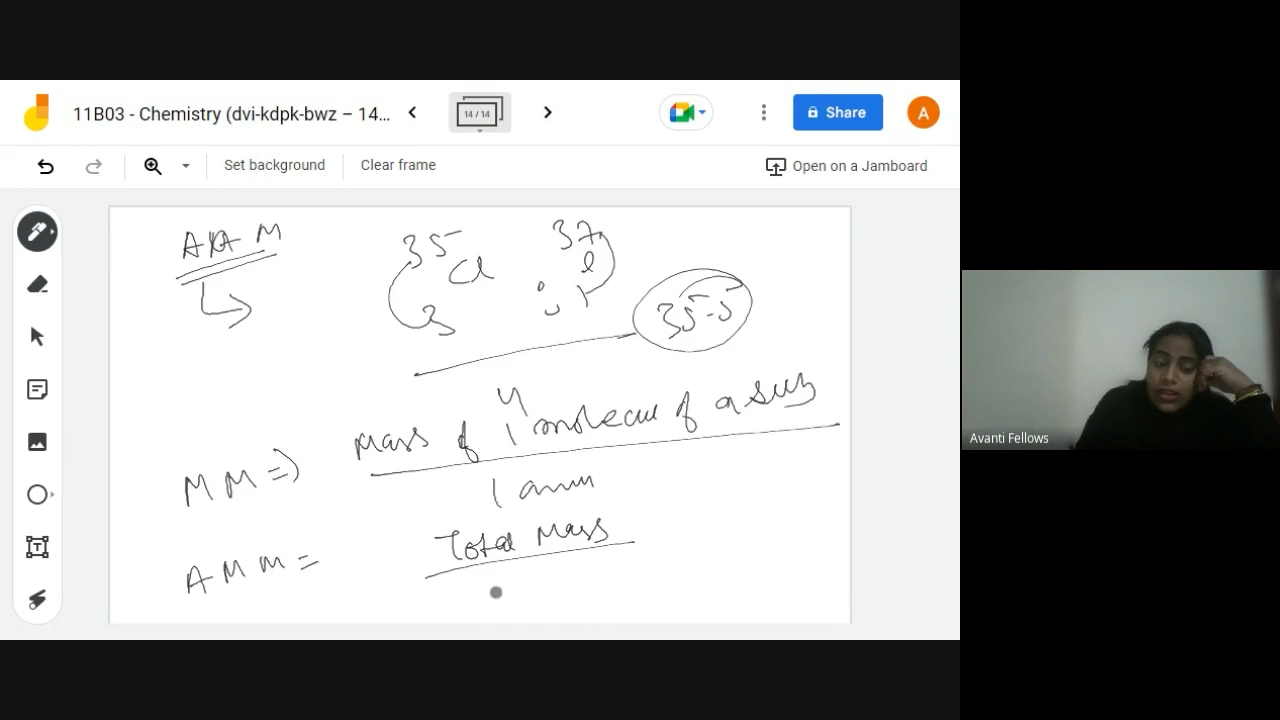 11B03 - Chemistry (dvi-kdpk-bwz – 14...
14 / 14
Share
A
Set background
Clear frame
Open on a Jamboard
AAM
35 Cl
37 Cl
3 : 1
35.5
4
MM => Mass of 1 molecule of a sub
1 amu
AMM = Total Mass
Avanti Fellows